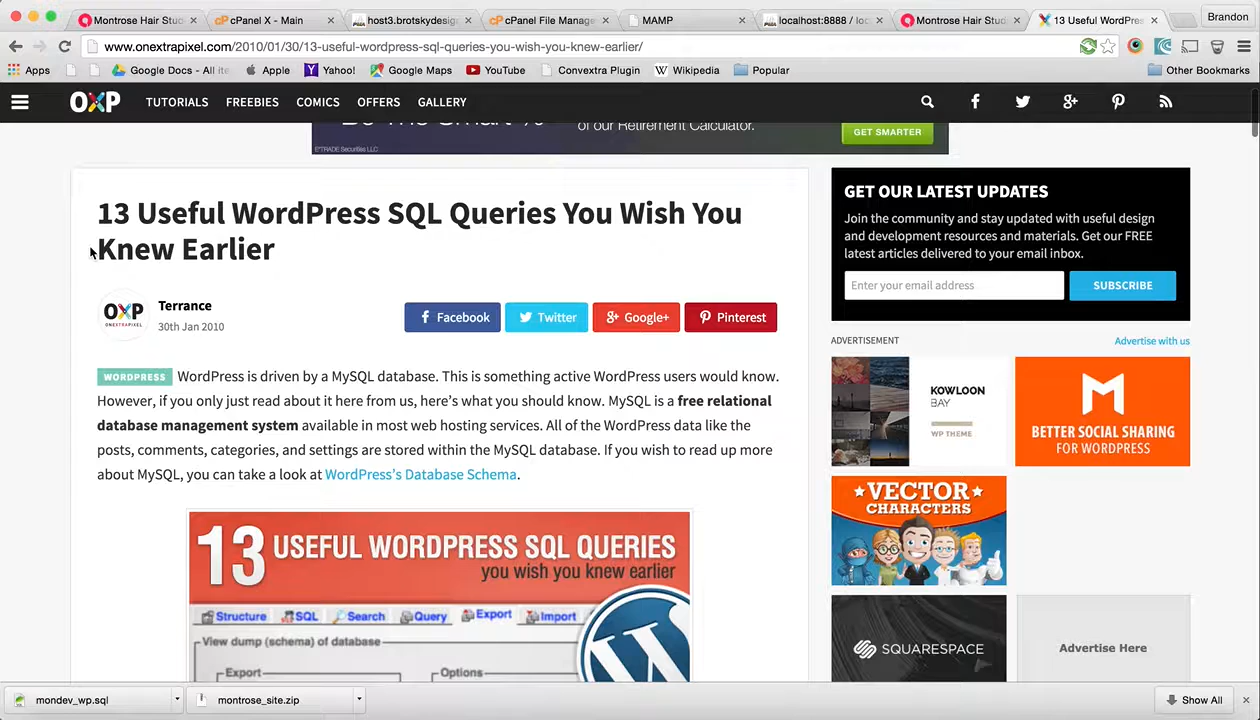 Montrose Hair Stud
cPanel X - Main
host3.brotskydesign
cPanel File Manage
MAMP
localhost:8888 / loc
Montrose Hair Stud
13 Useful WordPres
Brandon
www.onextrapixel.com/2010/01/30/13-useful-wordpress-sql-queries-you-wish-you-knew-earlier/
Apps
Google Docs - All ite
Apple
Yahoo!
Google Maps
YouTube
Convextra Plugin
Wikipedia
Popular
Other Bookmarks
OXP
TUTORIALS
FREEBIES
COMICS
OFFERS
GALLERY
of our Retirement Calculator.
GET SMARTER
E*TRADE Securities LLC
13 Useful WordPress SQL Queries You Wish You
Knew Earlier
OXP
ONEXTRAPIXEL
Terrance
30th Jan 2010
Facebook
Twitter
Google+
Pinterest
WORDPRESS WordPress is driven by a MySQL database. This is something active WordPress users would know.
However, if you only just read about it here from us, here's what you should know. MySQL is a free relational
database management system available in most web hosting services. All of the WordPress data like the
posts, comments, categories, and settings are stored within the MySQL database. If you wish to read up more
about MySQL, you can take a look at WordPress's Database Schema.
13 USEFUL WORDPRESS SQL QUERIES
you wish you knew earlier
Structure
SQL
Search
Query
Export
Import
View dump (schema) of database
Export
Options
GET OUR LATEST UPDATES
Join the community and stay updated with useful design
and development resources and materials. Get our FREE
latest articles delivered to your email inbox.
Enter your email address
SUBSCRIBE
ADVERTISEMENT
Advertise with us
KOWLOON
BAY
WP THEME
BETTER SOCIAL SHARING
FOR WORDPRESS
VECTOR
CHARACTERS
SQUARESPACE
Advertise Here
mondev_wp.sql
montrose_site.zip
Show All